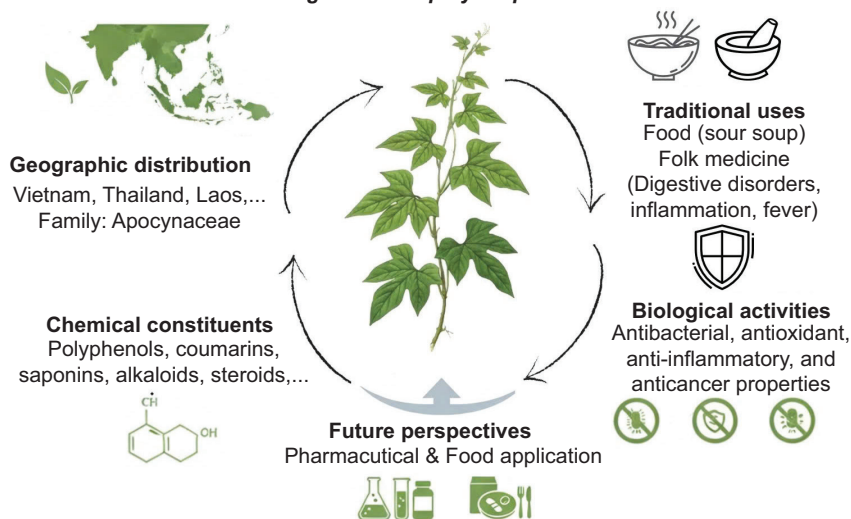 Geographic distribution
Vietnam, Thailand, Laos,...
Family: Apocynaceae
Traditional uses
Food (sour soup)
Folk medicine
(Digestive disorders,
inflammation, fever)
Biological activities
Antibacterial, antioxidant,
anti-inflammatory, and
anticancer properties
Future perspectives
Pharmacutical & Food application
Chemical constituents
Polyphenols, coumarins,
saponins, alkaloids, steroids,...
CH
OH